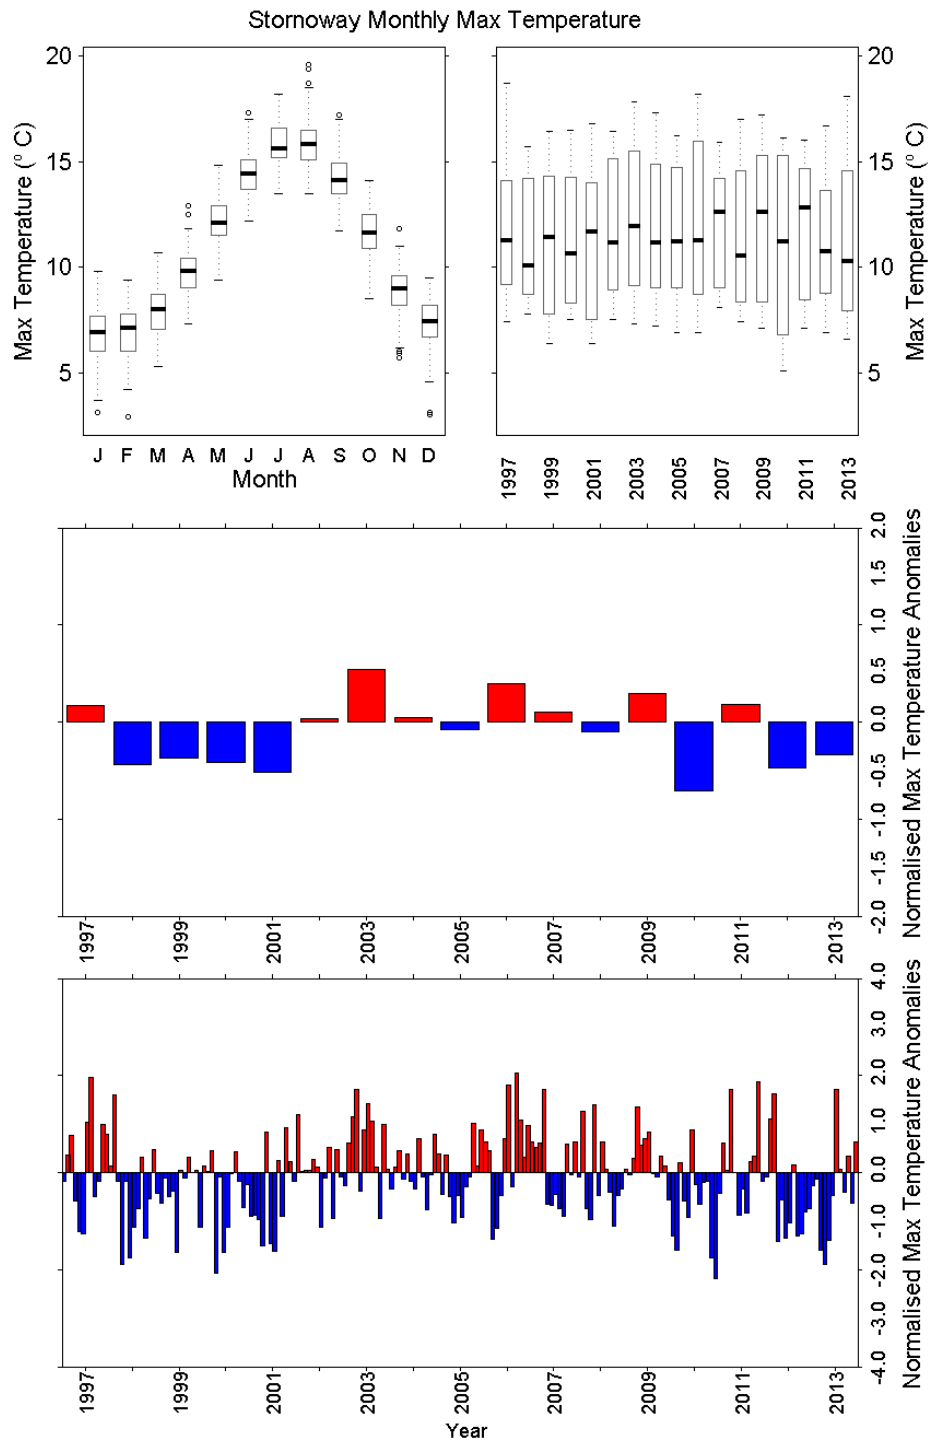 Stornoway Monthly Max Temperature
20
15
10
5
Max Temperature (° C)
J F M A M J J A S O N D
Month
20
15
10
5
Max Temperature (° C)
1997 1999 2001 2003 2005 2007 2009 2011 2013
2.0
1.5
1.0
0.5
0.0
-0.5
-1.0
-1.5
-2.0
Normalised Max Temperature Anomalies
1997 1999 2001 2003 2005 2007 2009 2011 2013
4.0
3.0
2.0
1.0
0.0
-1.0
-2.0
-3.0
-4.0
Normalised Max Temperature Anomalies
1997 1999 2001 2003 2005 2007 2009 2011 2013
Year